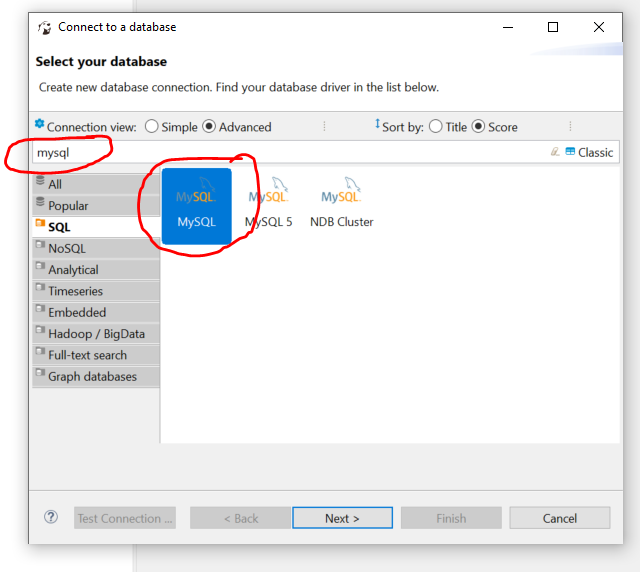 Connect to a database
Select your database
Create new database connection. Find your database driver in the list below.
Connection view: Simple Advanced Sort by: Title Score
mysql Classic
All
Popular
SQL
NoSQL
Analytical
Timeseries
Embedded
Hadoop / BigData
Full-text search
Graph databases
MySQL MySQL MySQL
MySQL MySQL 5 NDB Cluster
? Test Connection ... < Back Next > Finish Cancel